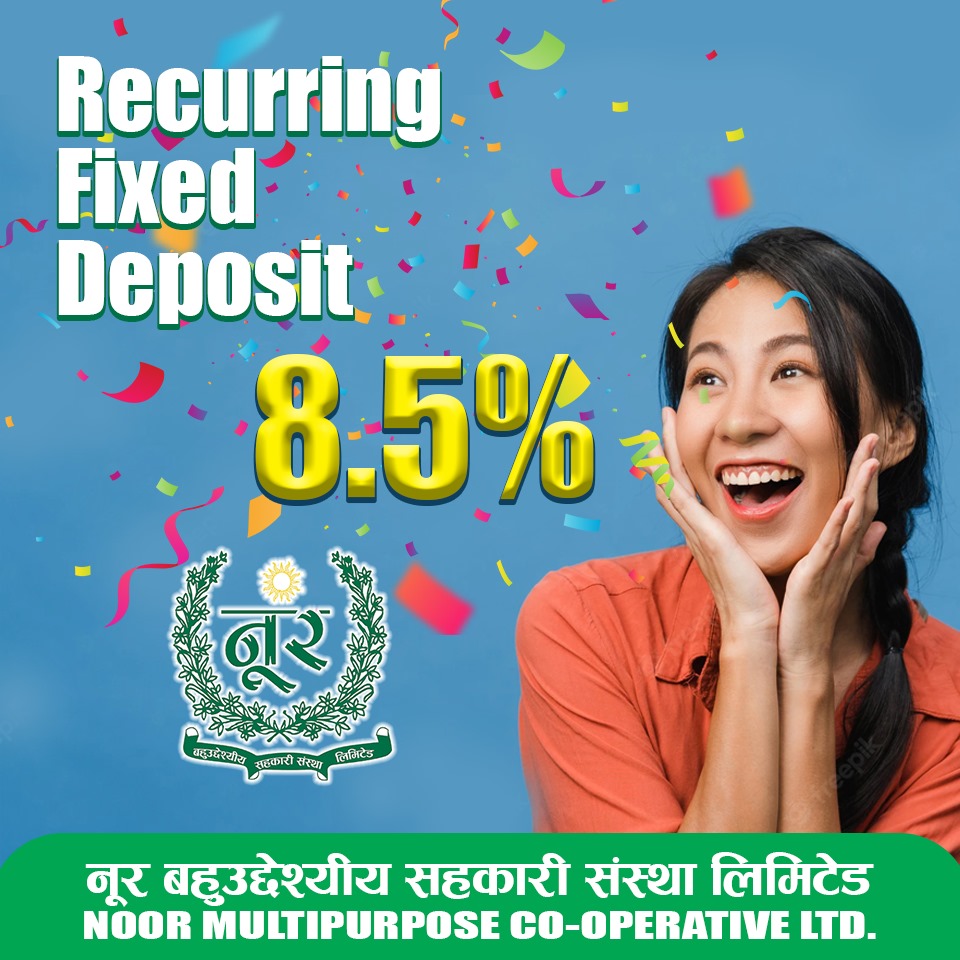 Recurring
Fixed
Deposit
8.5%
नूर
बहुउद्देश्यीय सहकारी संस्था लिमिटेड
नूर बहुउद्देश्यीय सहकारी संस्था लिमिटेड
NOOR MULTIPURPOSE CO-OPERATIVE LTD.